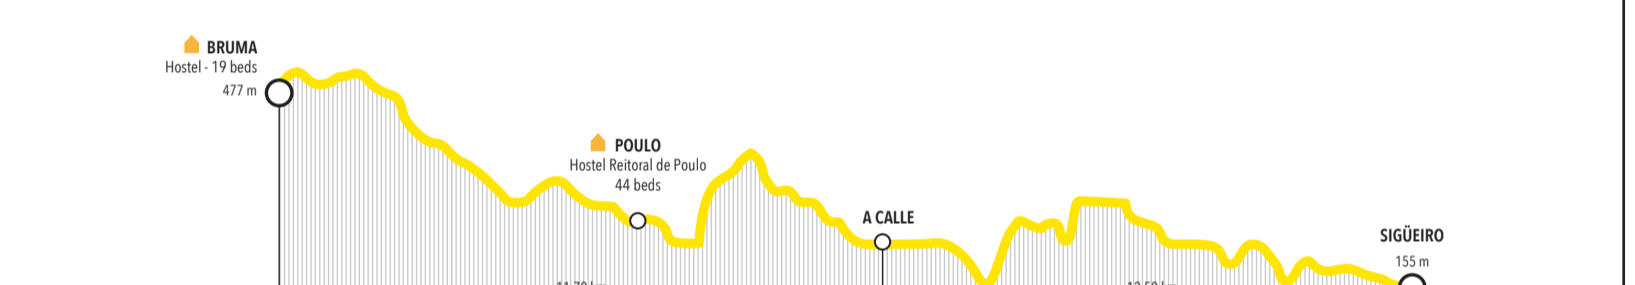 BRUMA
Hostel - 19 beds
477 m
POULO
Hostel Reitoral de Poulo
44 beds
A CALLE
SIGÜEIRO
155 m